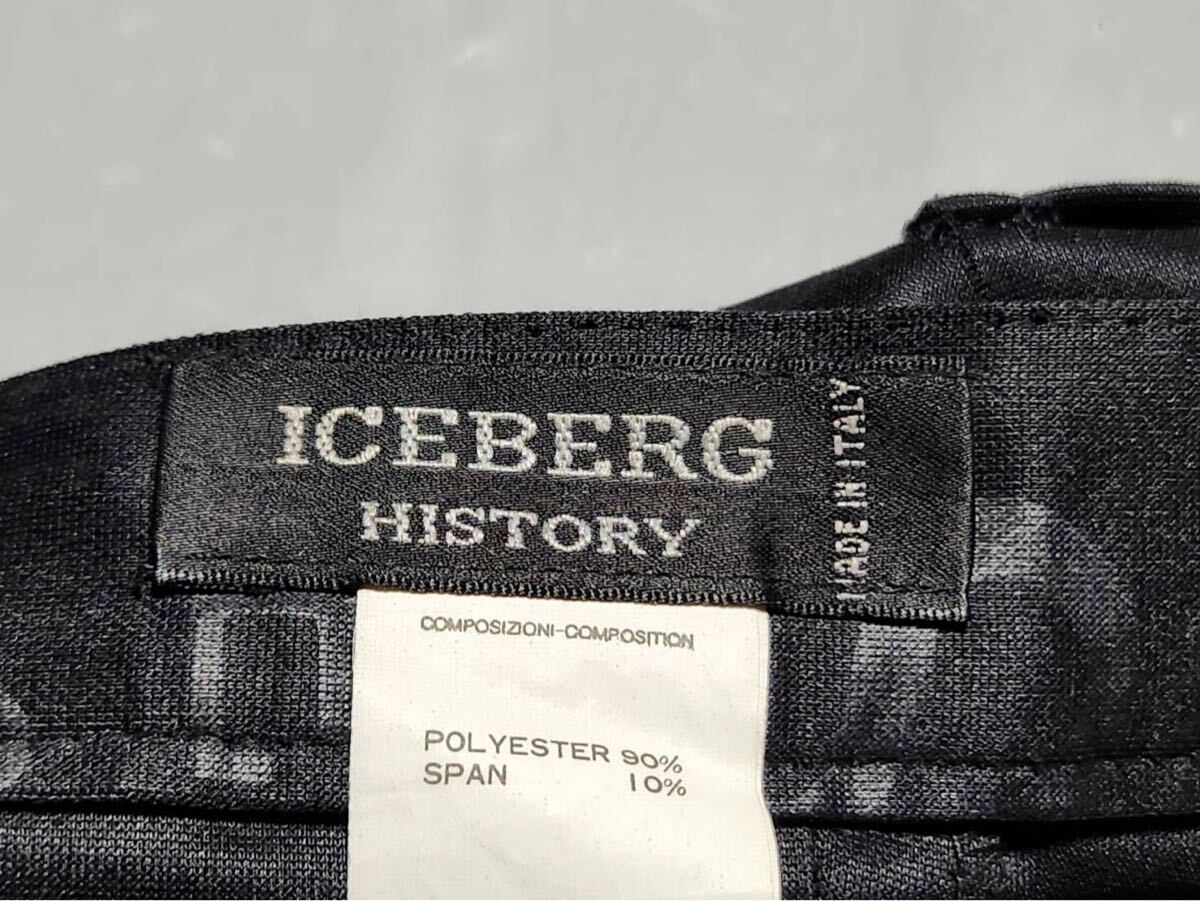 ICEBERG
HISTORY
MADE IN ITALY
COMPOSIZIONI-COMPOSITION
POLYESTER 90%
SPAN 10%